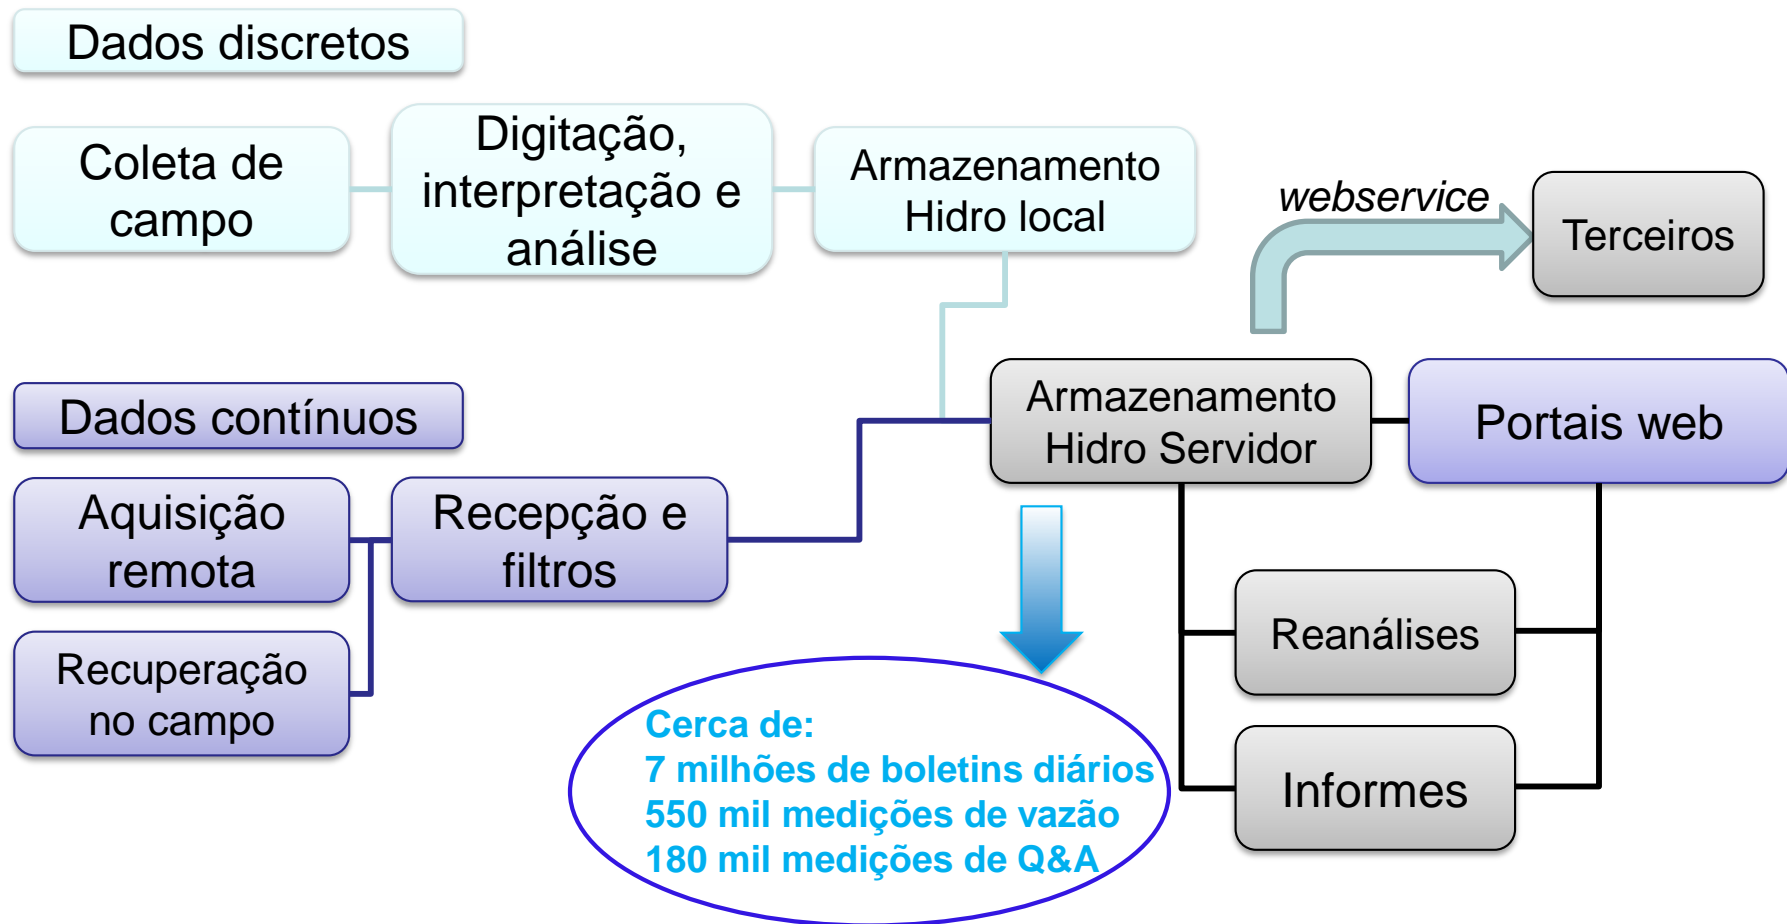 Dados discretos
Coleta de
campo
Digitação,
interpretação e
análise
Armazenamento
Hidro local
webservice
Terceiros
Dados contínuos
Armazenamento
Hidro Servidor
Portais web
Aquisição
remota
Recepção e
filtros
Recuperação
no campo
Reanálises
Informes
Cerca de:
7 milhões de boletins diários
550 mil medições de vazão
180 mil medições de Q&A